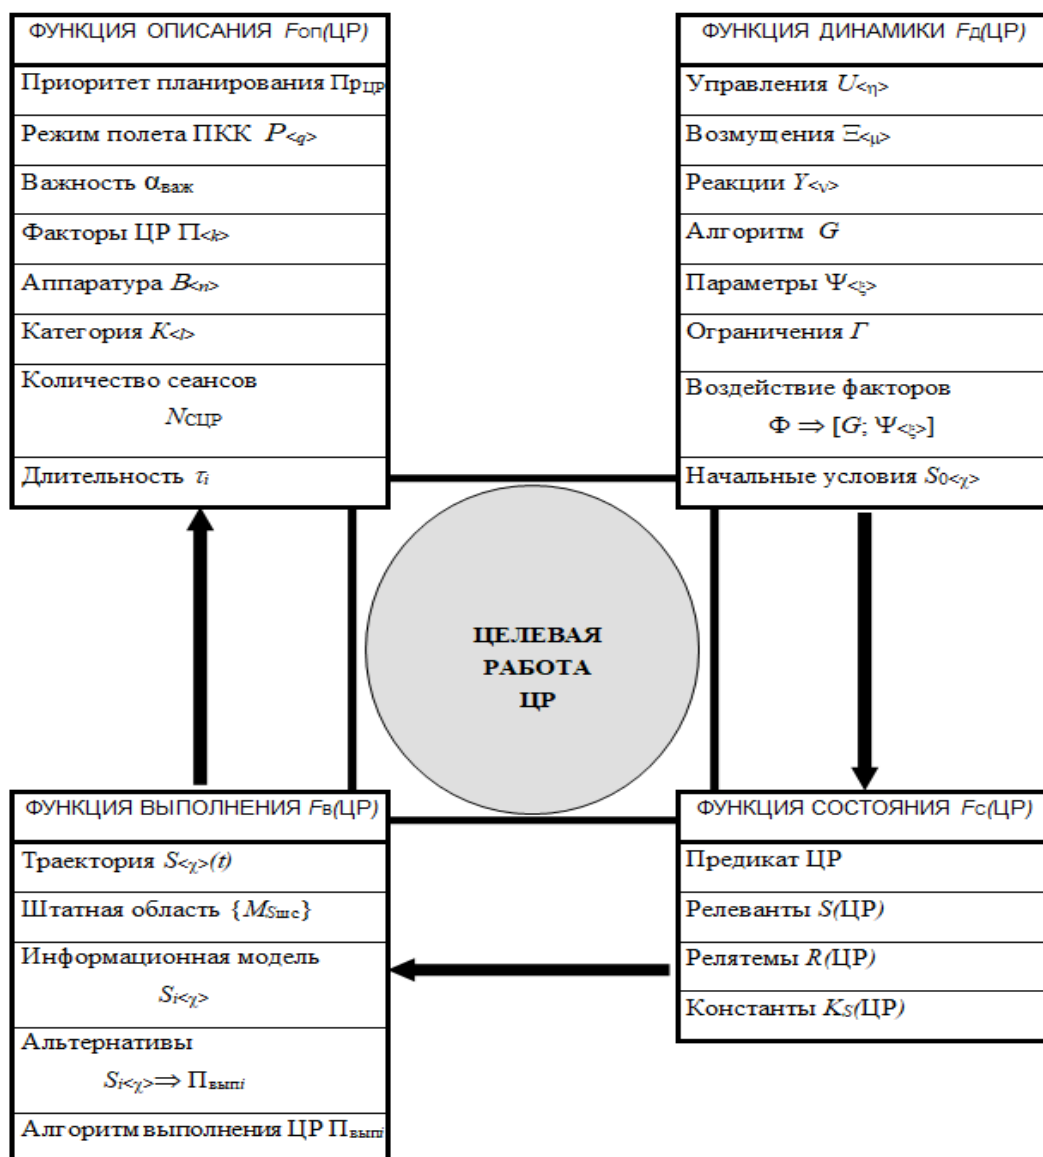 ФУНКЦИЯ ОПИСАНИЯ Fоп(ЦР)
Приоритет планирования ПрЦР
Режим полета ПКК P<q>
Важность αваж
Факторы ЦР П<k>
Аппаратура B<n>
Категория K<l>
Количество сеансов
NСЦР
Длительность τi
ФУНКЦИЯ ДИНАМИКИ FД(ЦР)
Управления U<η>
Возмущения Ξ<μ>
Реакции Y<ν>
Алгоритм G
Параметры Ψ<ξ>
Ограничения Г
Воздействие факторов
Φ ⇒ [G; Ψ<ξ>]
Начальные условия S0<χ>
ЦЕЛЕВАЯ
РАБОТА
ЦР
ФУНКЦИЯ ВЫПОЛНЕНИЯ FВ(ЦР)
Траектория S<χ>(t)
Штатная область {MSшс}
Информационная модель
Si<χ>
Альтернативы
Si<χ>⇒ Пвыпi
Алгоритм выполнения ЦР Пвыпi
ФУНКЦИЯ СОСТОЯНИЯ FС(ЦР)
Предикат ЦР
Релеванты S(ЦР)
Релятемы R(ЦР)
Константы KS(ЦР)